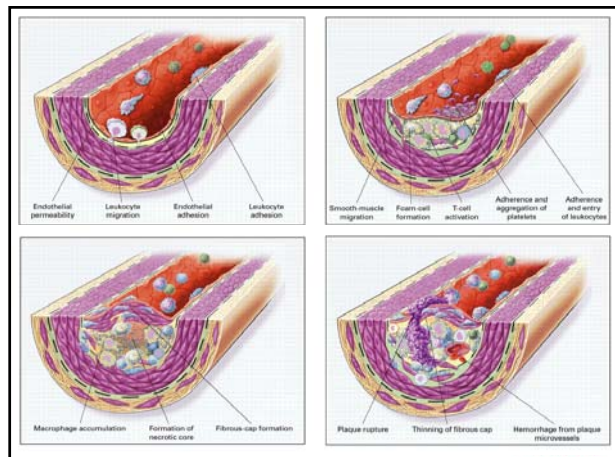 Endothelial
permeability
Leukocyte
migration
Endothelial
adhesion
Leukocyte
adhesion
Smooth-muscle
migration
Foam-cell
formation
T-cell
activation
Adherence and
aggregation of
platelets
Adherence
and entry
of leukocytes
Macrophage accumulation
Formation of
necrotic core
Fibrous-cap formation
Plaque rupture
Thinning of fibrous cap
Hemorrhage from plaque
microvessels